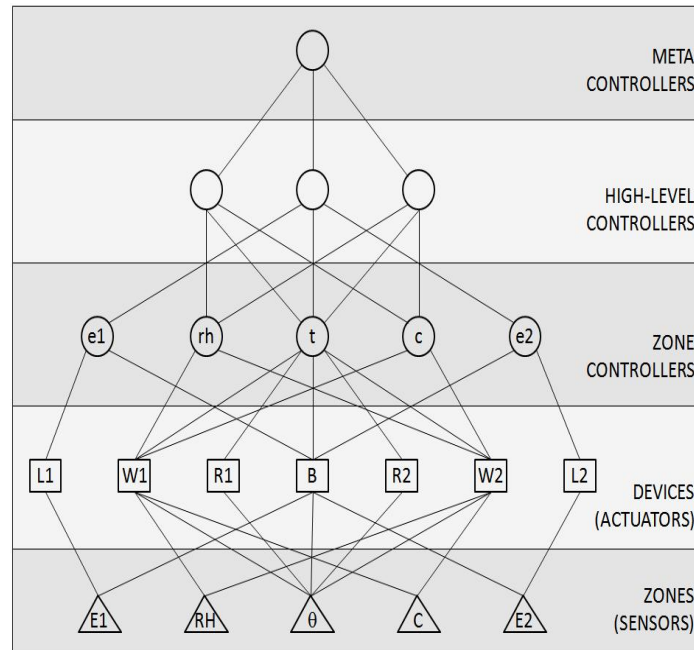 META
CONTROLLERS
HIGH-LEVEL
CONTROLLERS
e1 rh t c e2
ZONE
CONTROLLERS
L1 W1 R1 B R2 W2 L2
DEVICES
(ACTUATORS)
E1 RH θ C E2
ZONES
(SENSORS)